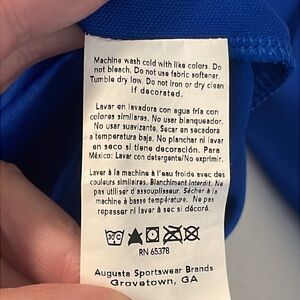 Machine wash cold with like colors. Do
not bleach. Do not use fabric softener.
Tumble dry low. Do not iron or dry clean
if decorated.
Lavar en lavadora con agua fría con
colores similares. No usar blanqueador.
No usar suavizante. Secar en secadora
a temperatura baja. No planchar ni lavar
en seco si tiene decoración. Para
México: Lavar con detergente/No exprimir.
Laver à la machine à l'eau froide avec des
couleurs similaires. Blanchiment interdit. Ne
pas utiliser d'assouplisseur. Sécher à la
machine à basse température. Ne pas
repasser ni laver à sec si décoré.
30°C
RN 65378
Augusta Sportswear Brands
Grovetown, GA